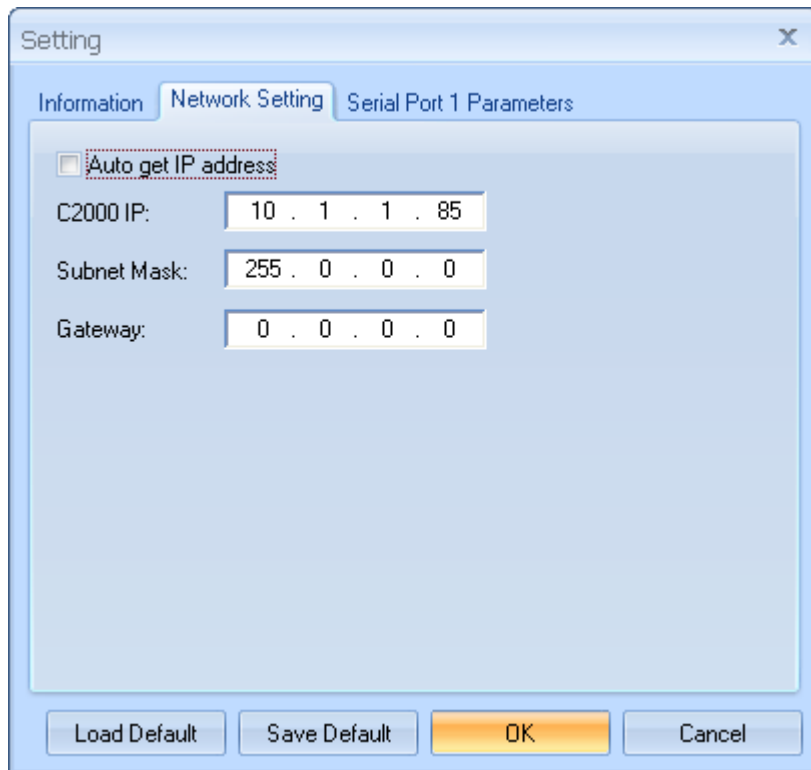 Setting
Information Network Setting Serial Port 1 Parameters
Auto get IP address
C2000 IP: 10 . 1 . 1 . 85
Subnet Mask: 255 . 0 . 0 . 0
Gateway: 0 . 0 . 0 . 0
Load Default Save Default OK Cancel